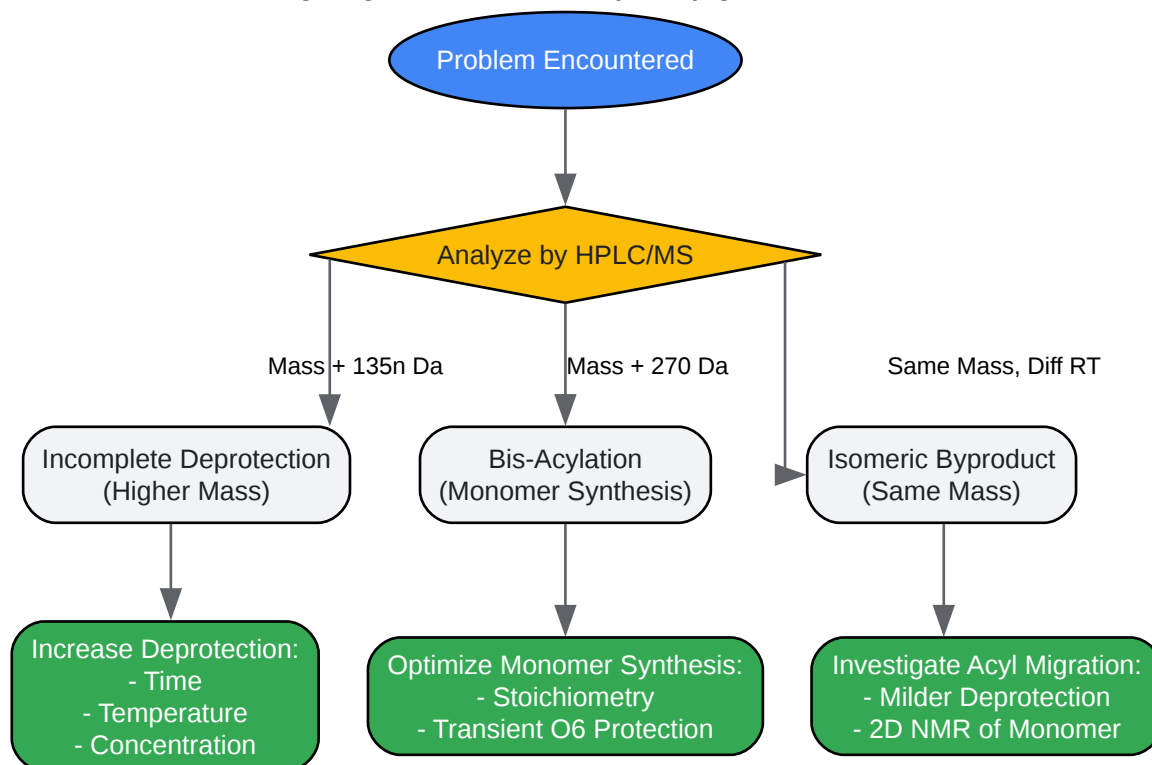 Problem Encountered
Analyze by HPLC/MS
Mass + 135n Da
Mass + 270 Da
Same Mass, Diff RT
Incomplete Deprotection
(Higher Mass)
Bis-Acylation
(Monomer Synthesis)
Isomeric Byproduct
(Same Mass)
Increase Deprotection:
- Time
- Temperature
- Concentration
Optimize Monomer Synthesis:
- Stoichiometry
- Transient O6 Protection
Investigate Acyl Migration:
- Milder Deprotection
- 2D NMR of Monomer